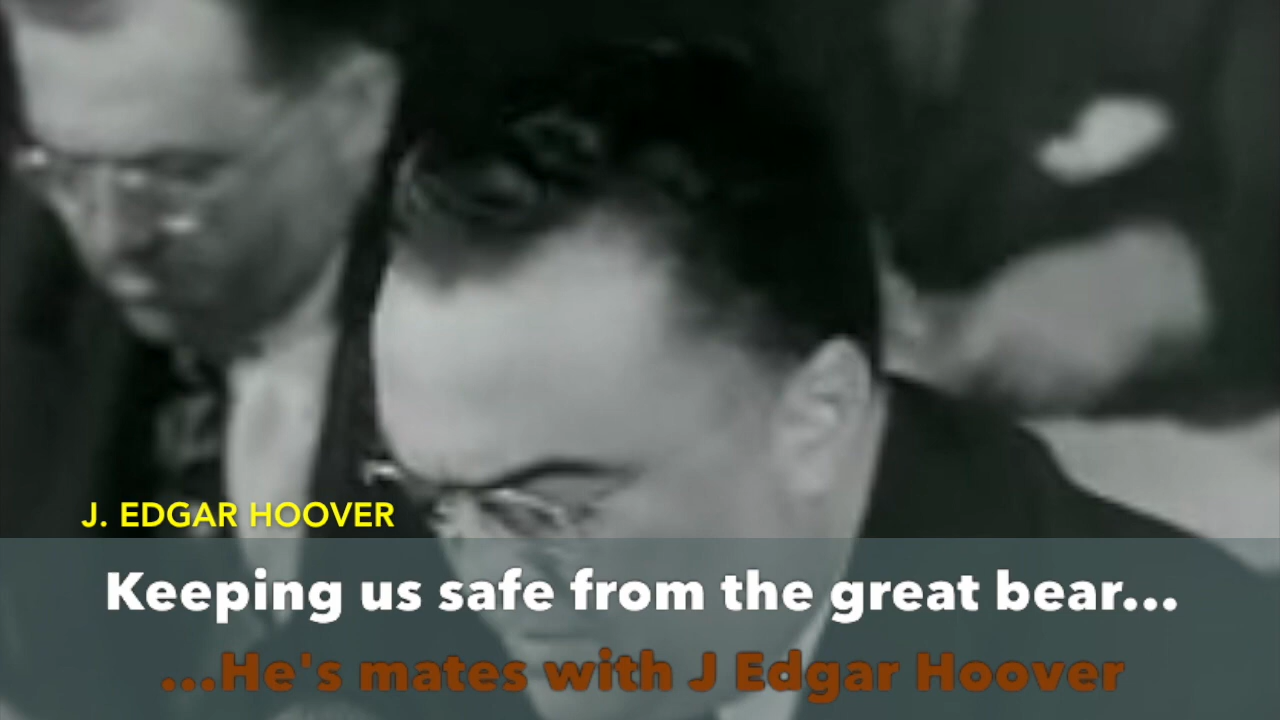 J. EDGAR HOOVER
Keeping us safe from the great bear...
...He's mates with J Edgar Hoover